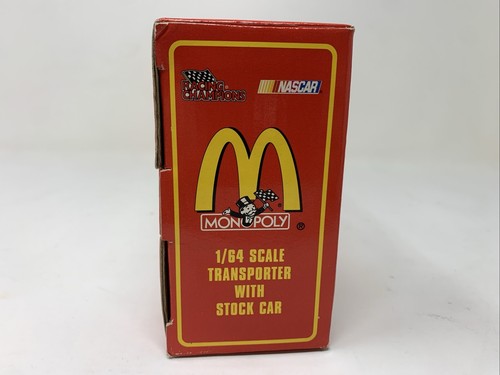 RACING CHAMPIONS
NASCAR
M
MONOPOLY ®
1/64 SCALE
TRANSPORTER
WITH
STOCK CAR